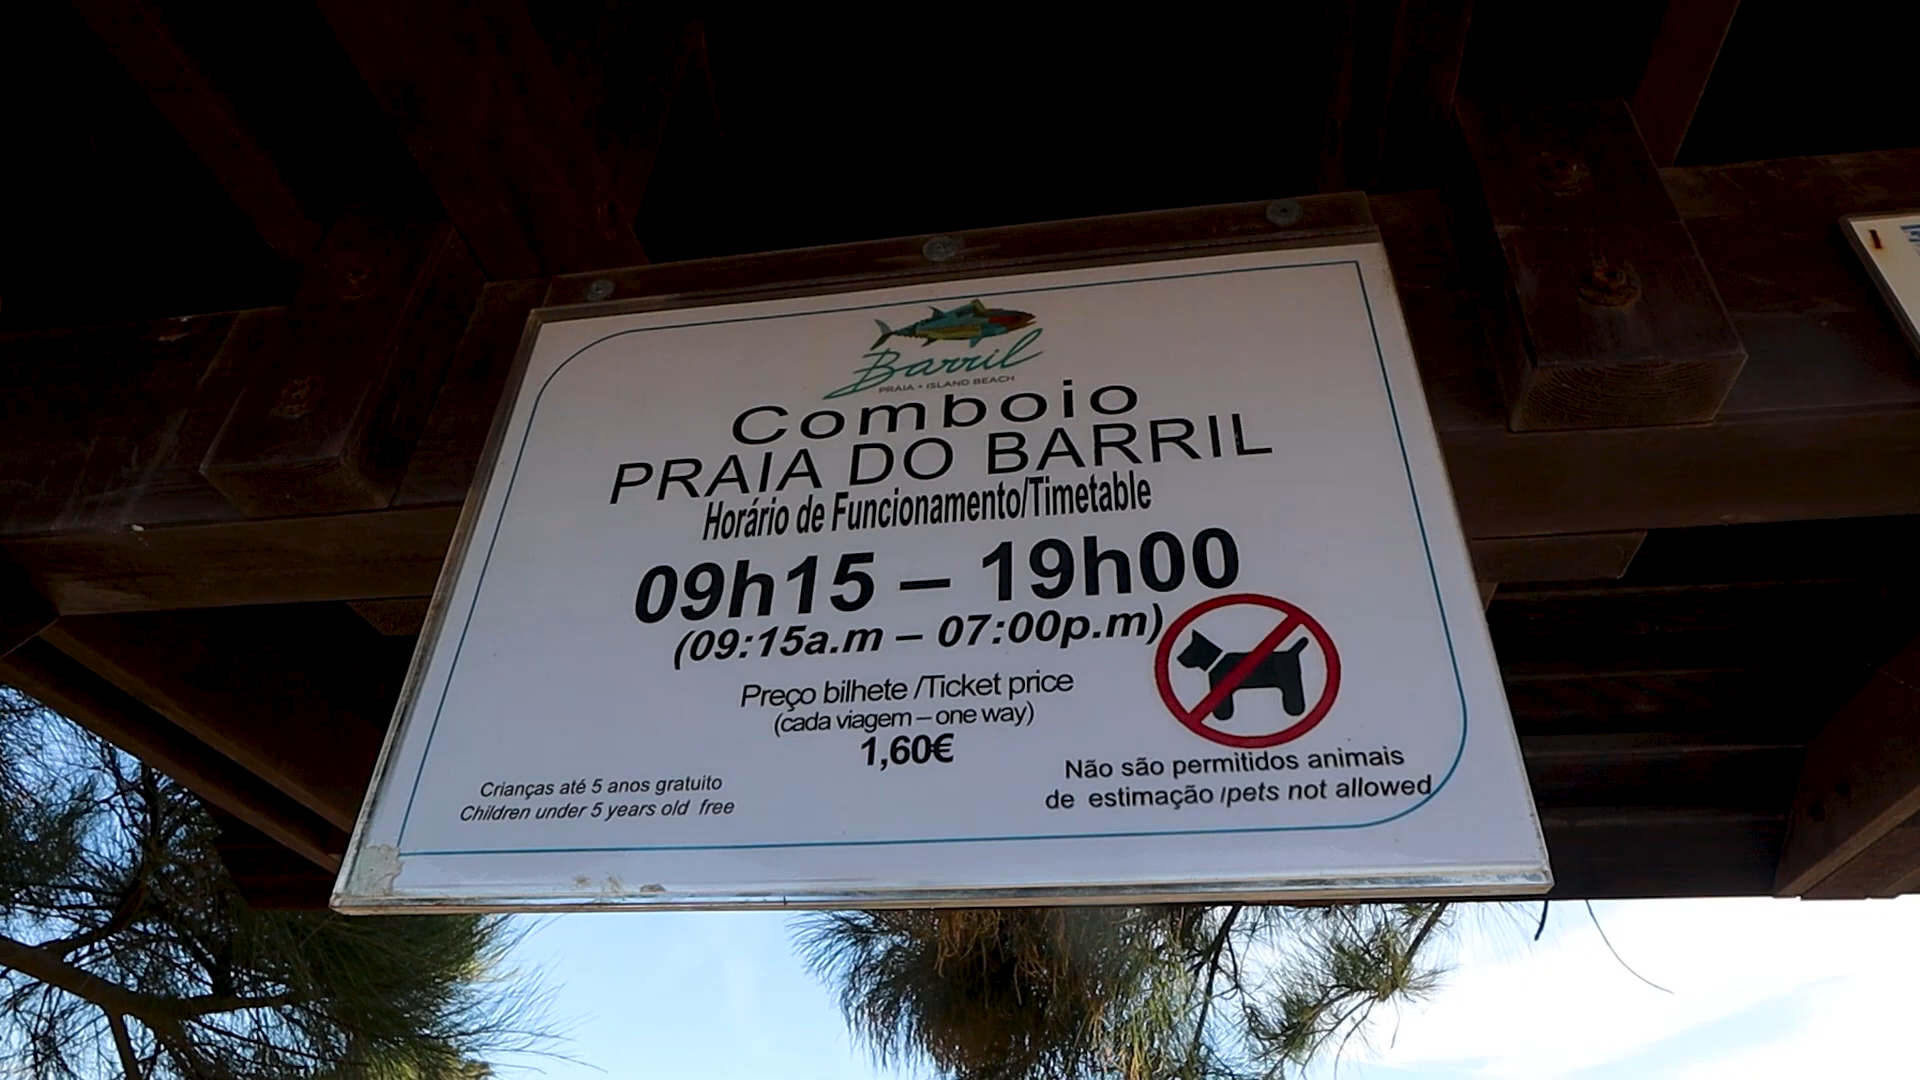 Barril
PRAIA • ISLAND BEACH
Comboio
PRAIA DO BARRIL
Horário de Funcionamento/Timetable
09h15 – 19h00
(09:15a.m – 07:00p.m)
Preço bilhete /Ticket price
(cada viagem – one way)
1,60€
Crianças até 5 anos gratuito
Children under 5 years old free
Não são permitidos animais
de estimação /pets not allowed